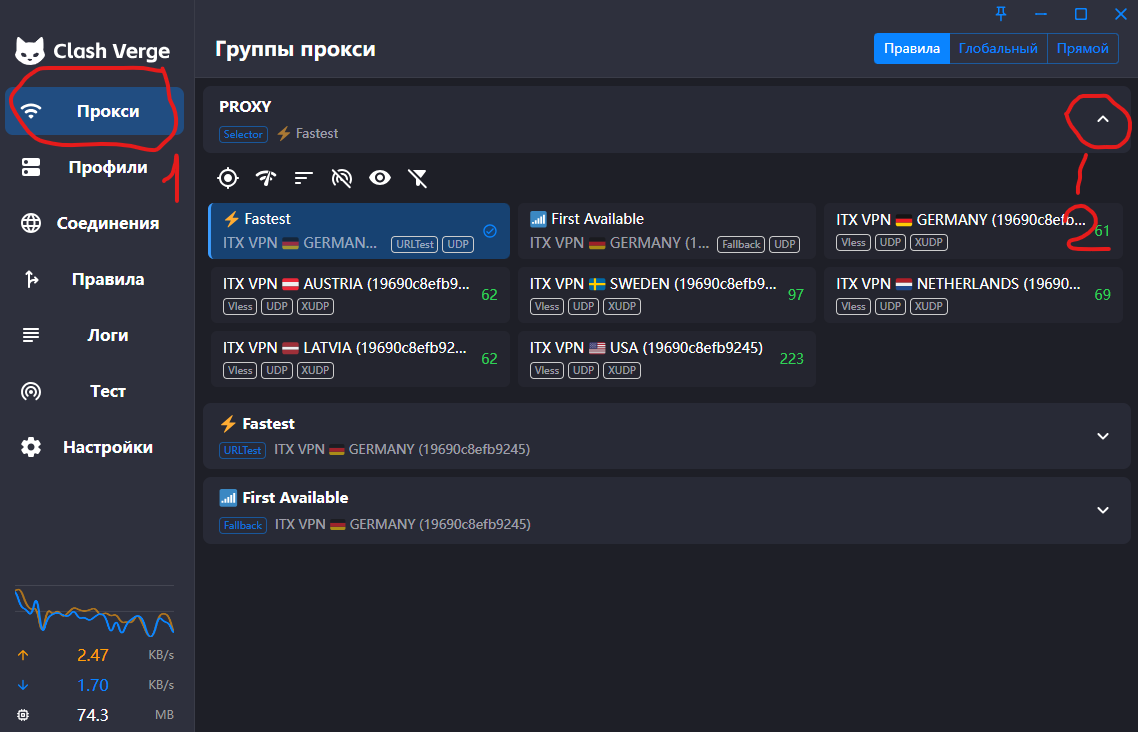 Clash Verge
Прокси
1
Профили
Соединения
Правила
Логи
Тест
Настройки
2.47 KB/s
1.70 KB/s
74.3 MB
Группы прокси
Правила Глобальный Прямой
PROXY
Selector ⚡ Fastest
2
⚡ Fastest
ITX VPN 🇩🇪 GERMAN... URLTest UDP
📶 First Available
ITX VPN 🇩🇪 GERMANY (1... Fallback UDP
ITX VPN 🇩🇪 GERMANY (19690c8efb... 61
Vless UDP XUDP
ITX VPN 🇦🇹 AUSTRIA (19690c8efb9... 62
Vless UDP XUDP
ITX VPN 🇸🇪 SWEDEN (19690c8efb9... 97
Vless UDP XUDP
ITX VPN 🇳🇱 NETHERLANDS (19690... 69
Vless UDP XUDP
ITX VPN 🇱🇻 LATVIA (19690c8efb92... 62
Vless UDP XUDP
ITX VPN 🇺🇸 USA (19690c8efb9245) 223
Vless UDP XUDP
⚡ Fastest
URLTest ITX VPN 🇩🇪 GERMANY (19690c8efb9245)
📶 First Available
Fallback ITX VPN 🇩🇪 GERMANY (19690c8efb9245)